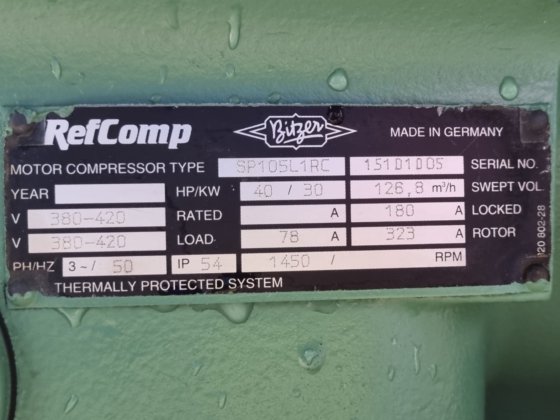 RefComp Bitzer MADE IN GERMANY
MOTOR COMPRESSOR TYPE SP105L1RC 151D1D05 SERIAL NO.
YEAR HP/KW 40 / 30 126,8 m³/h SWEPT VOL.
V 380-420 RATED A 180 A LOCKED
V 380-420 LOAD 78 A 323 A ROTOR
PH/HZ 3~/ 50 IP 54 1450 / RPM
THERMALLY PROTECTED SYSTEM
20 802-28